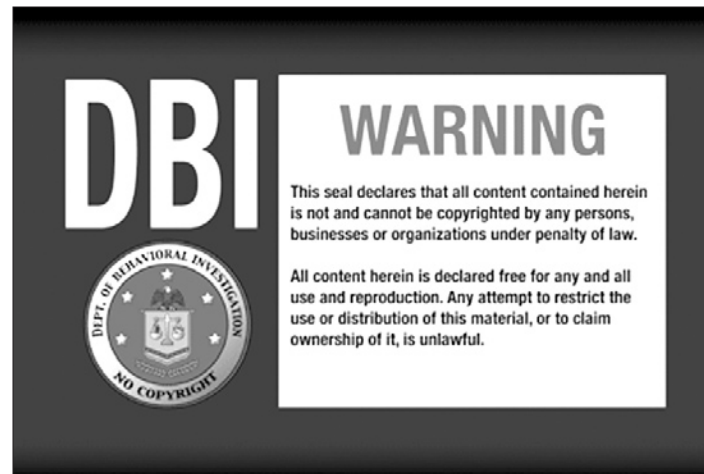 DBI
WARNING
This seal declares that all content contained herein
is not and cannot be copyrighted by any persons,
businesses or organizations under penalty of law.
All content herein is declared free for any and all
use and reproduction. Any attempt to restrict the
use or distribution of this material, or to claim
ownership of it, is unlawful.
DEPT. OF BEHAVIORAL INVESTIGATION
NO COPYRIGHT